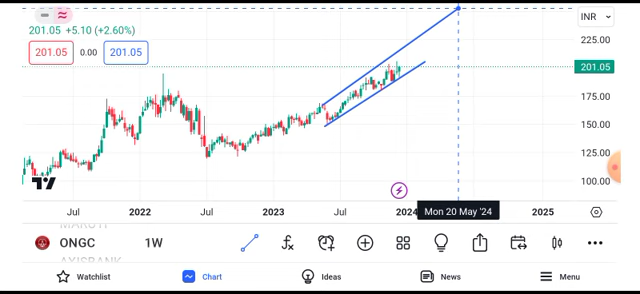 INR
201.05 +5.10 (+2.60%)
201.05 0.00 201.05
225.00
201.05
175.00
150.00
125.00
100.00
Jul 2022 Jul 2023 Jul 2024 Mon 20 May '24 2025
MARUTI
ONGC 1W
AXISBANK
Watchlist Chart Ideas News Menu